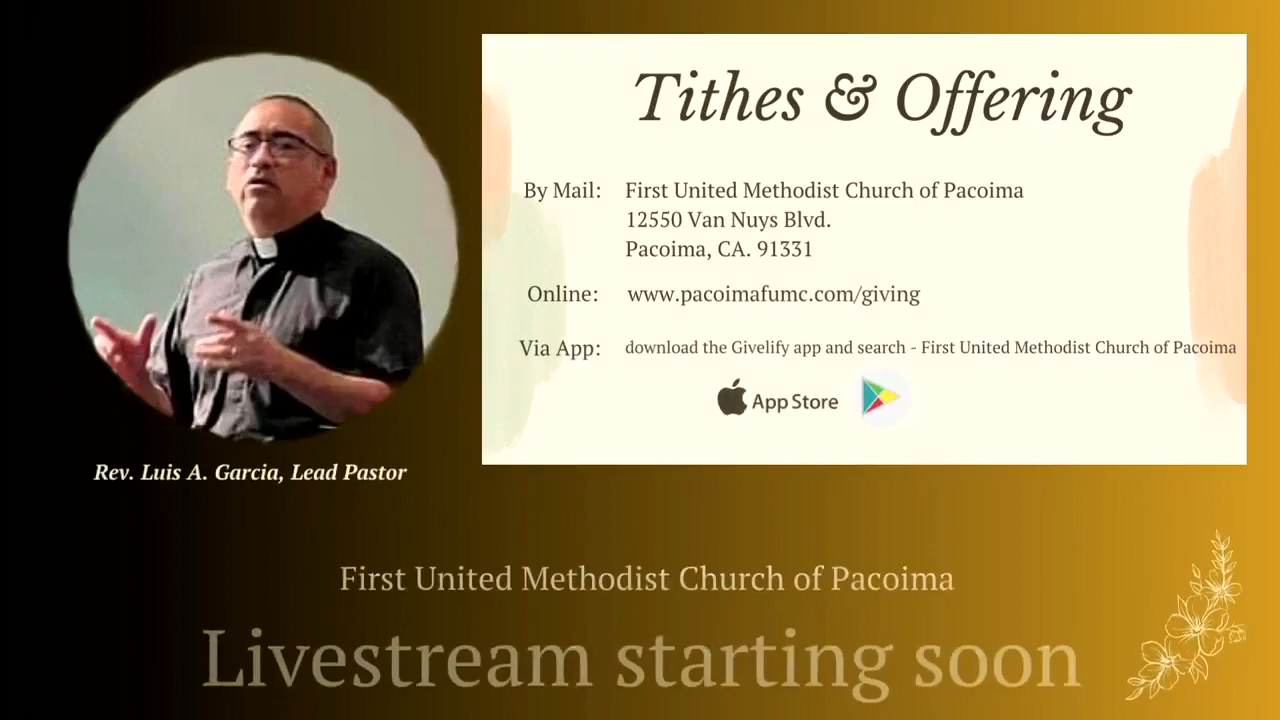 Tithes & Offering
By Mail: First United Methodist Church of Pacoima
12550 Van Nuys Blvd.
Pacoima, CA. 91331
Online: www.pacoimafumc.com/giving
Via App: download the Givelify app and search - First United Methodist Church of Pacoima
App Store
Rev. Luis A. Garcia, Lead Pastor
First United Methodist Church of Pacoima
Livestream starting soon